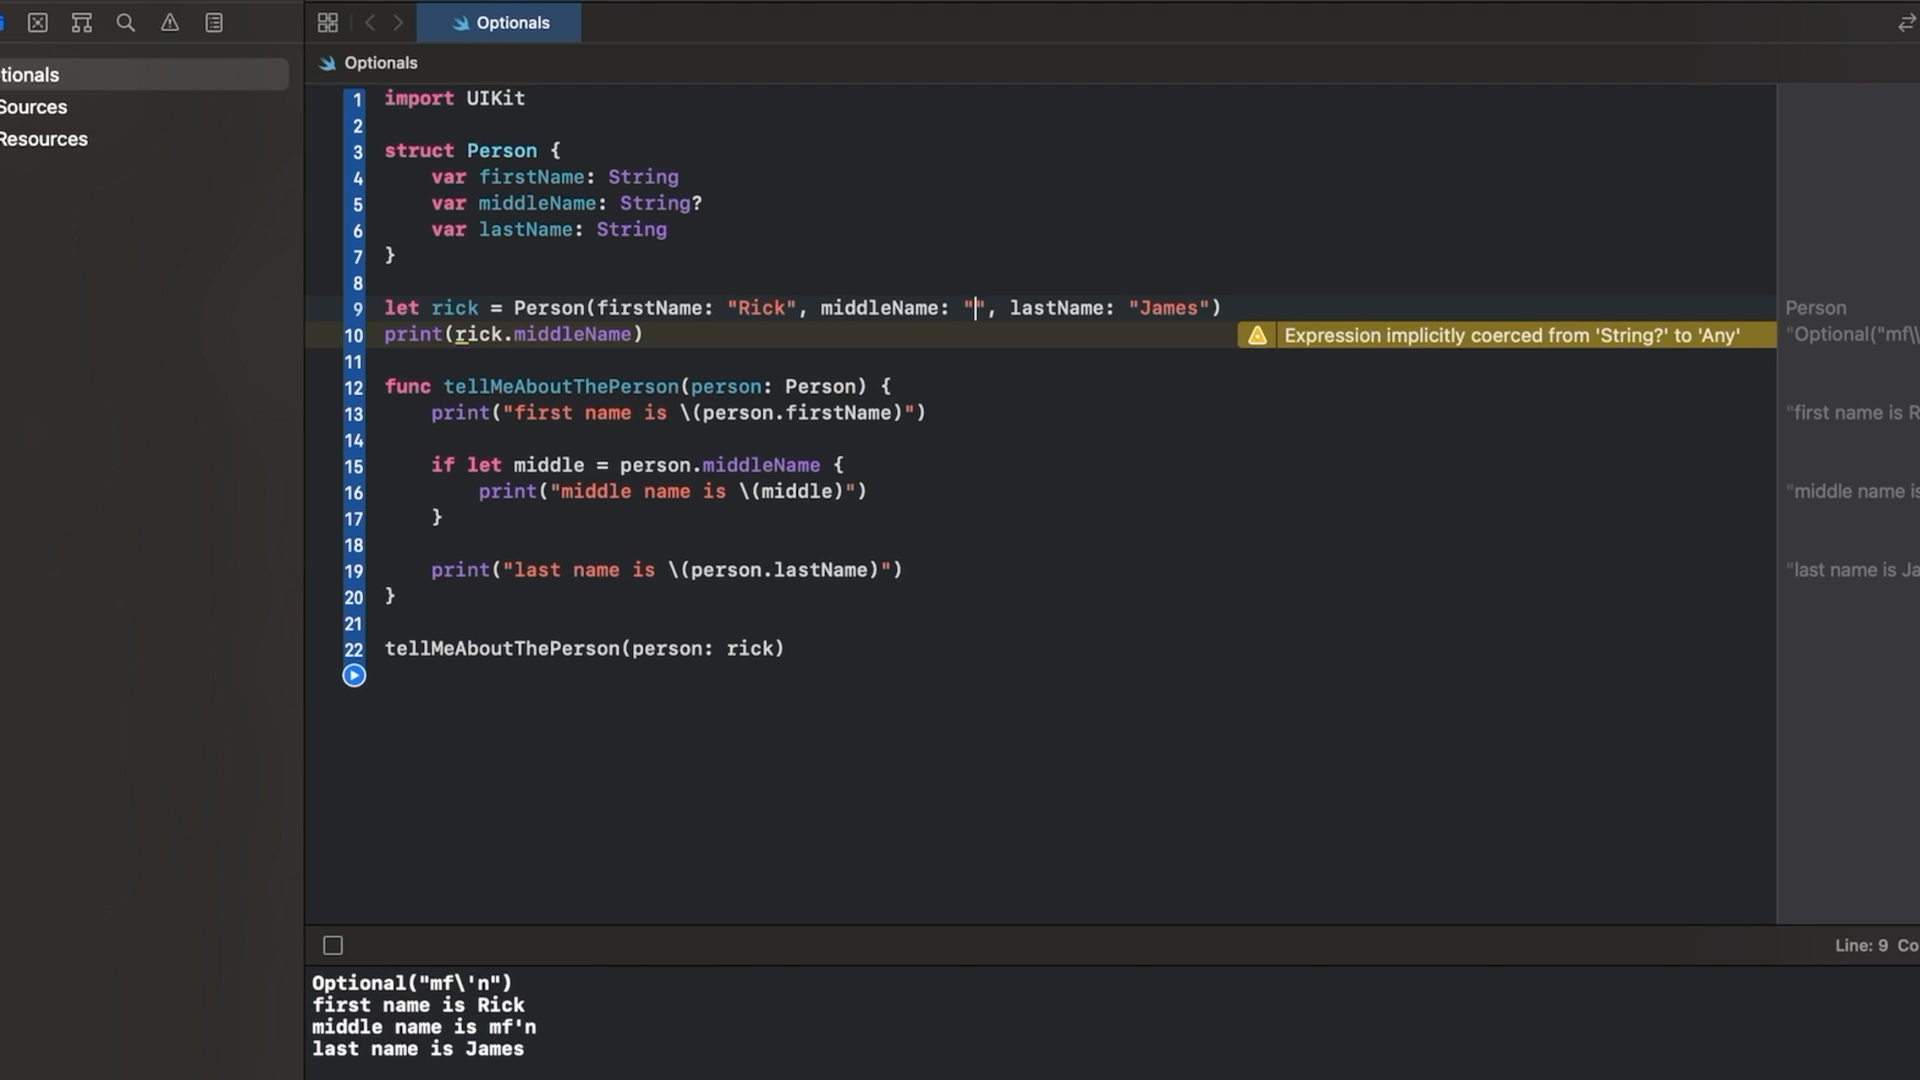 Optionals
Optionals
tionals
Sources
Resources
1 import UIKit
2
3 struct Person {
4 var firstName: String
5 var middleName: String?
6 var lastName: String
7 }
8
9 let rick = Person(firstName: "Rick", middleName: "", lastName: "James")
Person
10 print(rick.middleName)
Expression implicitly coerced from 'String?' to 'Any'
"Optional("mf\\
11
12 func tellMeAboutThePerson(person: Person) {
13 print("first name is \(person.firstName)")
"first name is R
14
15 if let middle = person.middleName {
16 print("middle name is \(middle)")
"middle name is
17 }
18
19 print("last name is \(person.lastName)")
"last name is Ja
20 }
21
22 tellMeAboutThePerson(person: rick)
Line: 9 Co
Optional("mf\'n")
first name is Rick
middle name is mf'n
last name is James